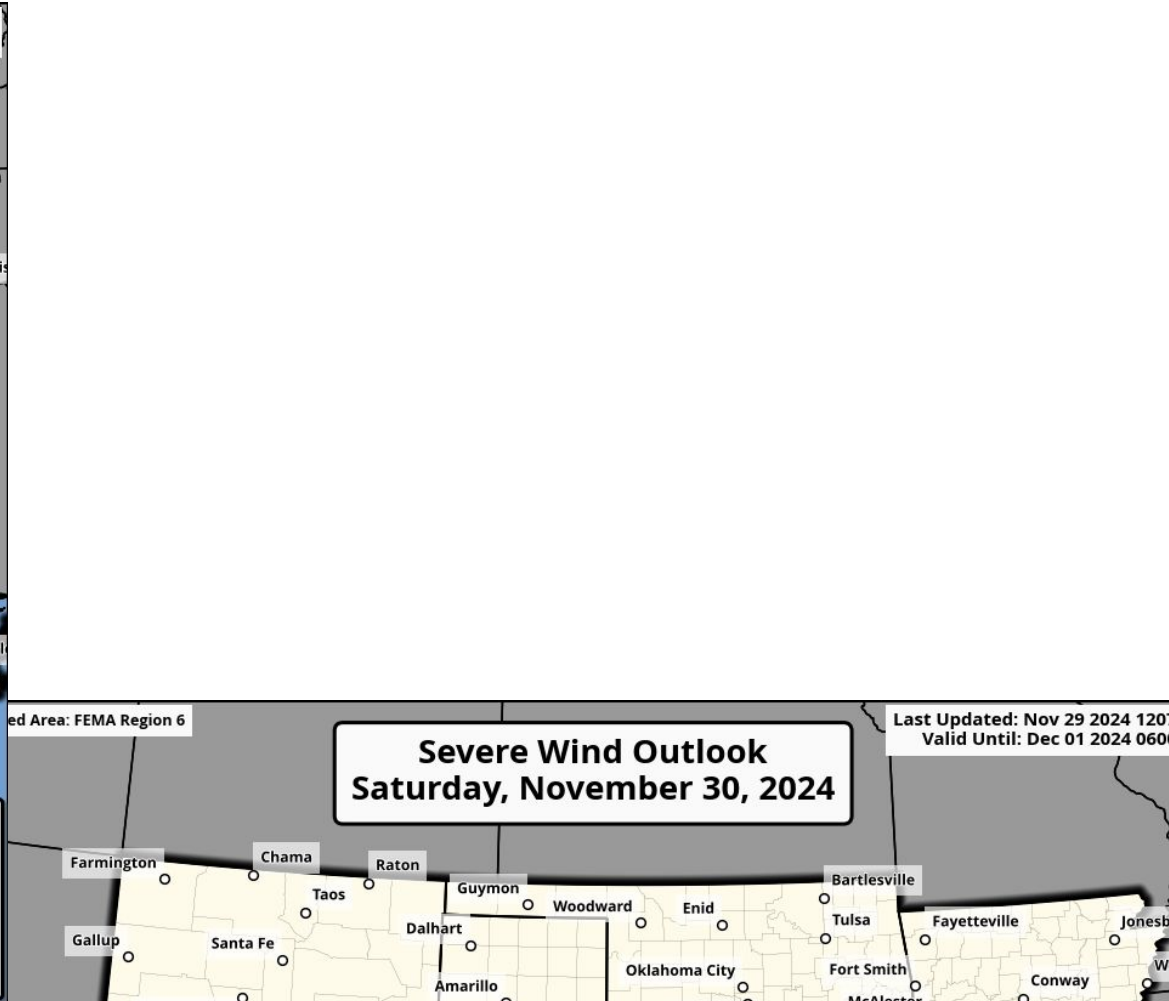 Area: FEMA Region 6
Severe Wind Outlook
Saturday, November 30, 2024
Last Updated: Nov 29 2024
Valid Until: Dec 01 2024
Farmington
Chama
Raton
Taos
Guymon
Woodward
Enid
Bartlesville
Tulsa
Fayetteville
Dalhart
Gallup
Santa Fe
Oklahoma City
Fort Smith
Amarillo
Conway
McAlester